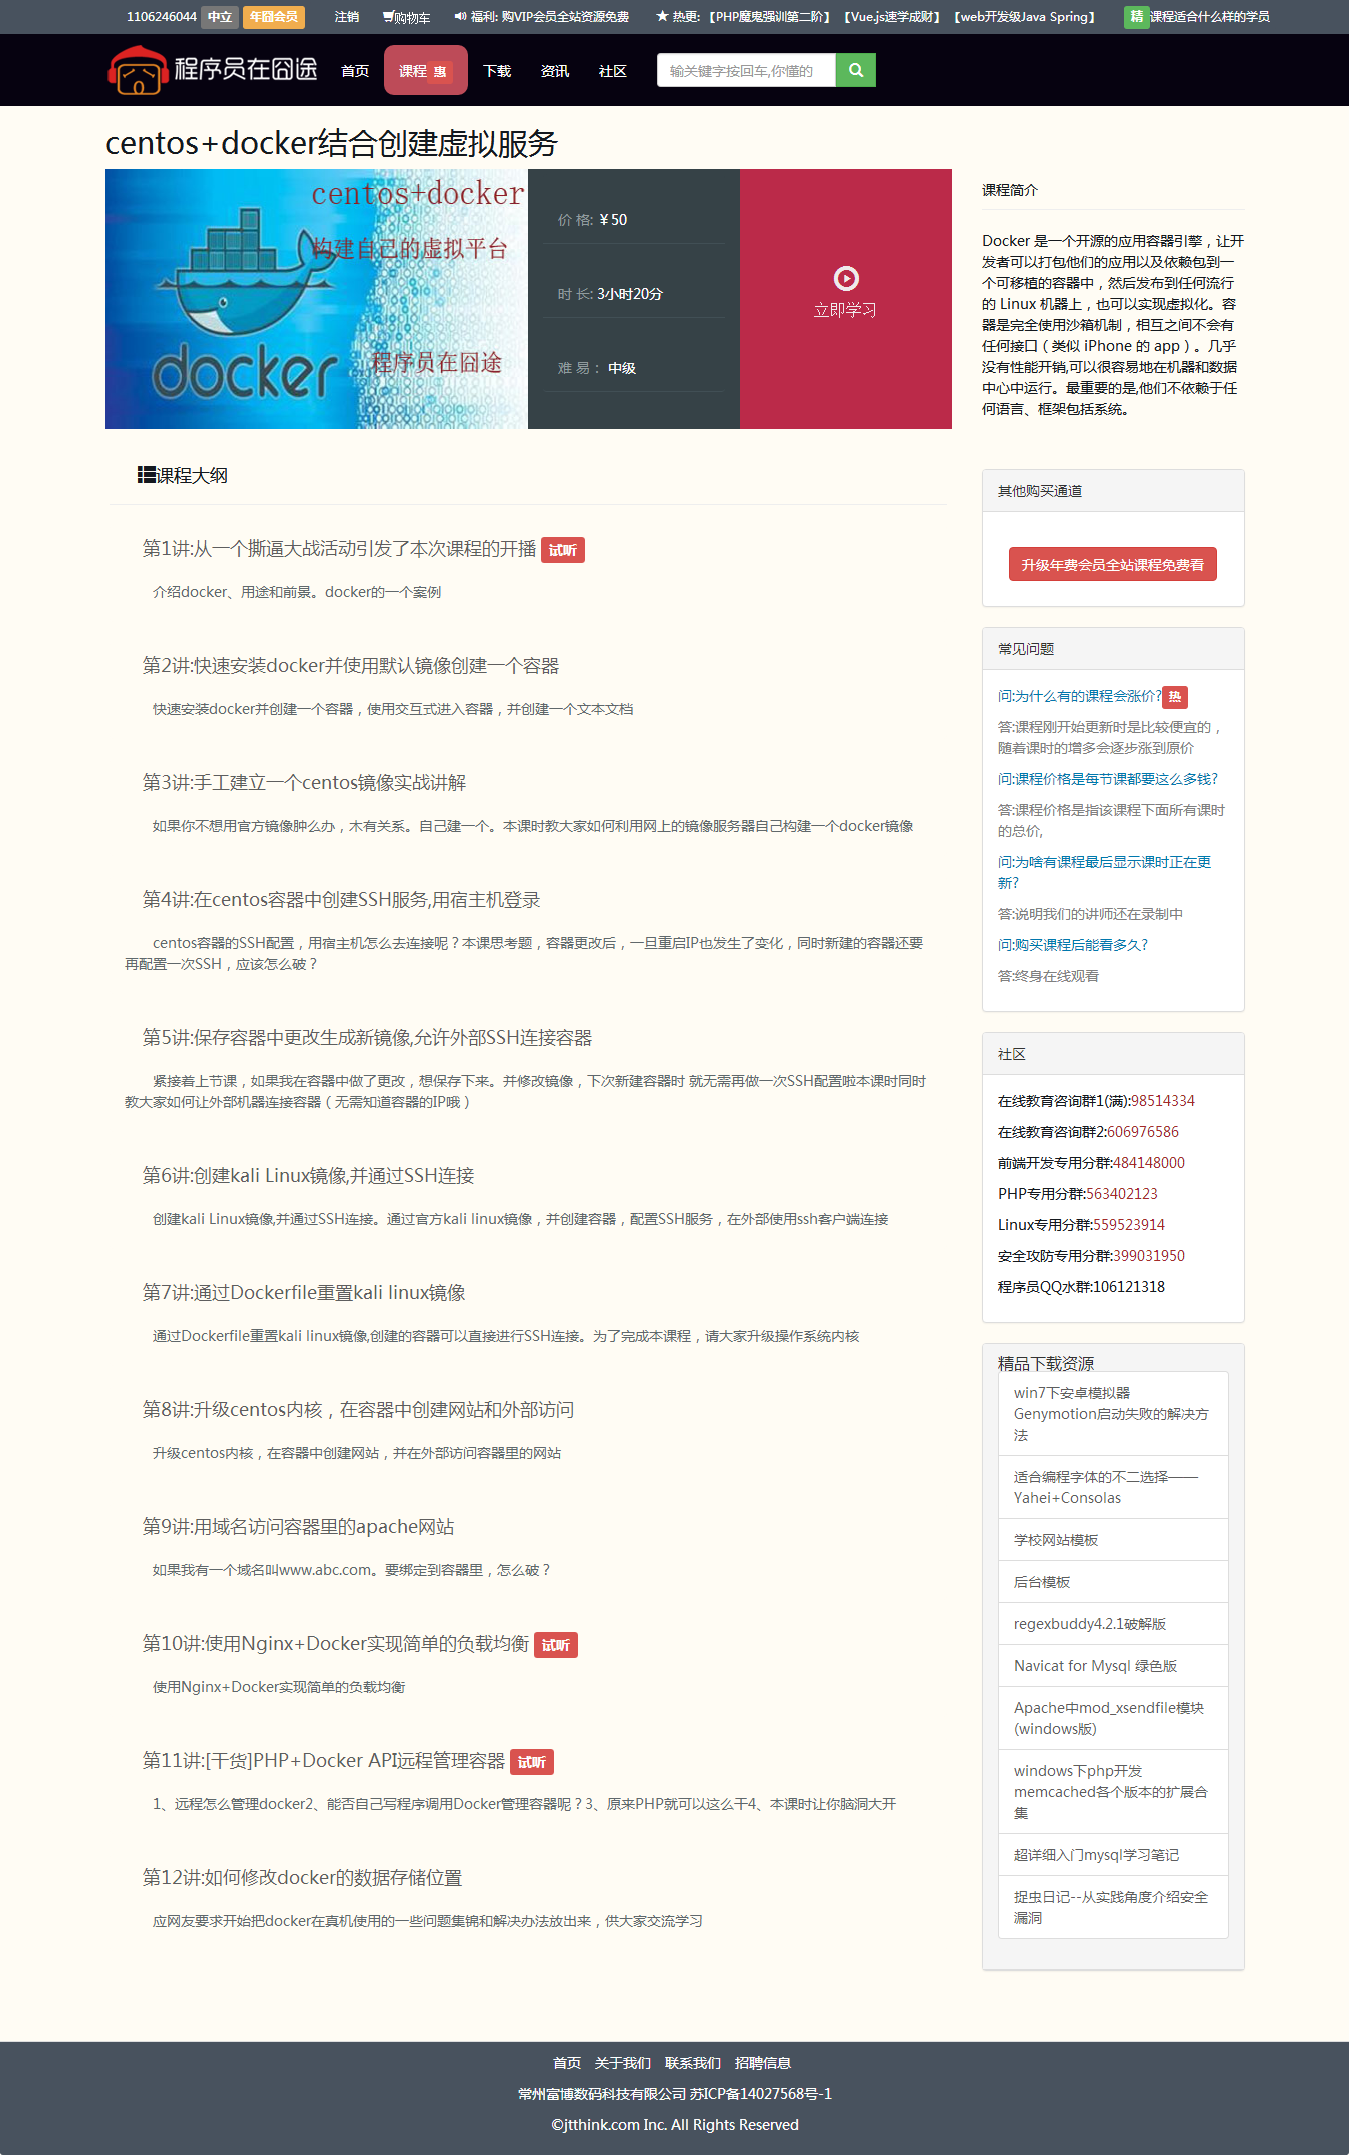 1106246044 中立 年囧会员 注销 购物车 福利: 购VIP会员全站资源免费 ★ 热更: 【PHP魔鬼强训第二阶】 【Vue.js速学成财】 【web开发级Java Spring】 精 课程适合什么样的学员
程序员在囧途 首页 课程 惠 下载 资讯 社区 输关键字按回车,你懂的
centos+docker结合创建虚拟服务
centos+docker
构建自己的虚拟平台
docker
程序员在囧途
价 格: ￥50
时 长: 3小时20分
难 易： 中级
立即学习
课程简介
Docker 是一个开源的应用容器引擎，让开
发者可以打包他们的应用以及依赖包到一
个可移植的容器中，然后发布到任何流行
的 Linux 机器上，也可以实现虚拟化。容
器是完全使用沙箱机制，相互之间不会有
任何接口（类似 iPhone 的 app）。几乎
没有性能开销,可以很容易地在机器和数据
中心中运行。最重要的是,他们不依赖于任
何语言、框架包括系统。
课程大纲
第1讲:从一个撕逼大战活动引发了本次课程的开播 试听
介绍docker、用途和前景。docker的一个案例
第2讲:快速安装docker并使用默认镜像创建一个容器
快速安装docker并创建一个容器，使用交互式进入容器，并创建一个文本文档
第3讲:手工建立一个centos镜像实战讲解
如果你不想用官方镜像肿么办，木有关系。自己建一个。本课时教大家如何利用网上的镜像服务器自己构建一个docker镜像
第4讲:在centos容器中创建SSH服务,用宿主机登录
centos容器的SSH配置，用宿主机怎么去连接呢？本课思考题，容器更改后，一旦重启IP也发生了变化，同时新建的容器还要
再配置一次SSH，应该怎么破？
第5讲:保存容器中更改生成新镜像,允许外部SSH连接容器
紧接着上节课，如果我在容器中做了更改，想保存下来。并修改镜像，下次新建容器时 就无需再做一次SSH配置啦本课时同时
教大家如何让外部机器连接容器（无需知道容器的IP哦）
第6讲:创建kali Linux镜像,并通过SSH连接
创建kali Linux镜像,并通过SSH连接。通过官方kali linux镜像，并创建容器，配置SSH服务，在外部使用ssh客户端连接
第7讲:通过Dockerfile重置kali linux镜像
通过Dockerfile重置kali linux镜像,创建的容器可以直接进行SSH连接。为了完成本课程，请大家升级操作系统内核
第8讲:升级centos内核，在容器中创建网站和外部访问
升级centos内核，在容器中创建网站，并在外部访问容器里的网站
第9讲:用域名访问容器里的apache网站
如果我有一个域名叫www.abc.com。要绑定到容器里，怎么破？
第10讲:使用Nginx+Docker实现简单的负载均衡 试听
使用Nginx+Docker实现简单的负载均衡
第11讲:[干货]PHP+Docker API远程管理容器 试听
1、远程怎么管理docker2、能否自己写程序调用Docker管理容器呢？3、原来PHP就可以这么干4、本课时让你脑洞大开
第12讲:如何修改docker的数据存储位置
应网友要求开始把docker在真机使用的一些问题集锦和解决办法放出来，供大家交流学习
其他购买通道
升级年费会员全站课程免费看
常见问题
问:为什么有的课程会涨价? 热
答:课程刚开始更新时是比较便宜的，
随着课时的增多会逐步涨到原价
问:课程价格是每节课都要这么多钱?
答:课程价格是指该课程下面所有课时
的总价,
问:为啥有课程最后显示课时正在更
新?
答:说明我们的讲师还在录制中
问:购买课程后能看多久?
答:终身在线观看
社区
在线教育咨询群1(满):98514334
在线教育咨询群2:606976586
前端开发专用分群:484148000
PHP专用分群:563402123
Linux专用分群:559523914
安全攻防专用分群:399031950
程序员QQ水群:106121318
精品下载资源
win7下安卓模拟器
Genymotion启动失败的解决方
法
适合编程字体的不二选择——
Yahei+Consolas
学校网站模板
后台模板
regexbuddy4.2.1破解版
Navicat for Mysql 绿色版
Apache中mod_xsendfile模块
(windows版)
windows下php开发
memcached各个版本的扩展合
集
超详细入门mysql学习笔记
捉虫日记--从实践角度介绍安全
漏洞
首页 关于我们 联系我们 招聘信息
常州富博数码科技有限公司 苏ICP备14027568号-1
©jtthink.com Inc. All Rights Reserved